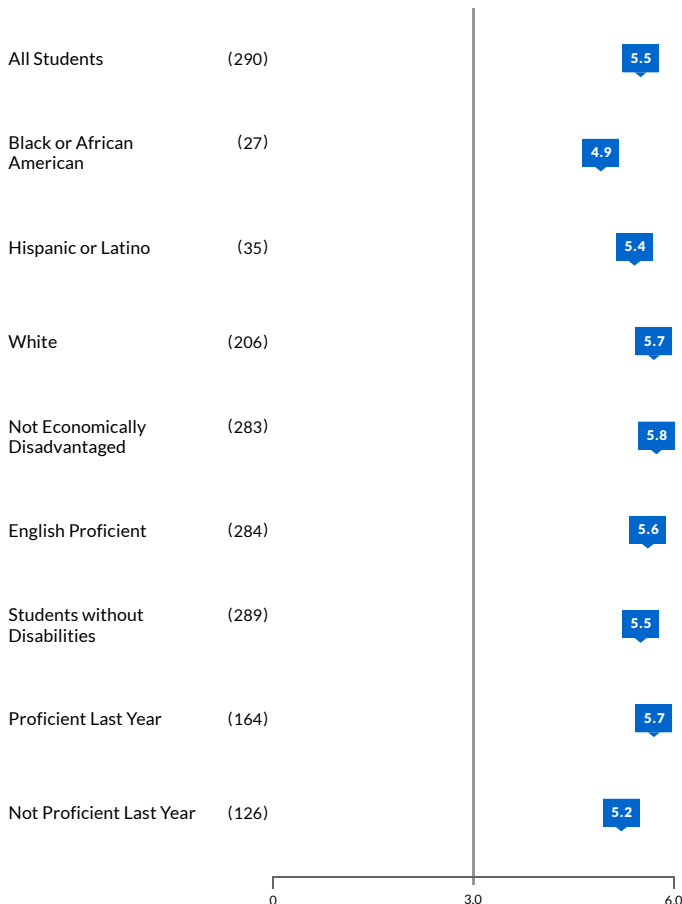 All Students (290) 5.5
Black or African (27) 4.9
American
Hispanic or Latino (35) 5.4
White (206) 5.7
Not Economically (283) 5.8
Disadvantaged
English Proficient (284) 5.6
Students without (289) 5.5
Disabilities
Proficient Last Year (164) 5.7
Not Proficient Last Year (126) 5.2
0 3.0 6.0